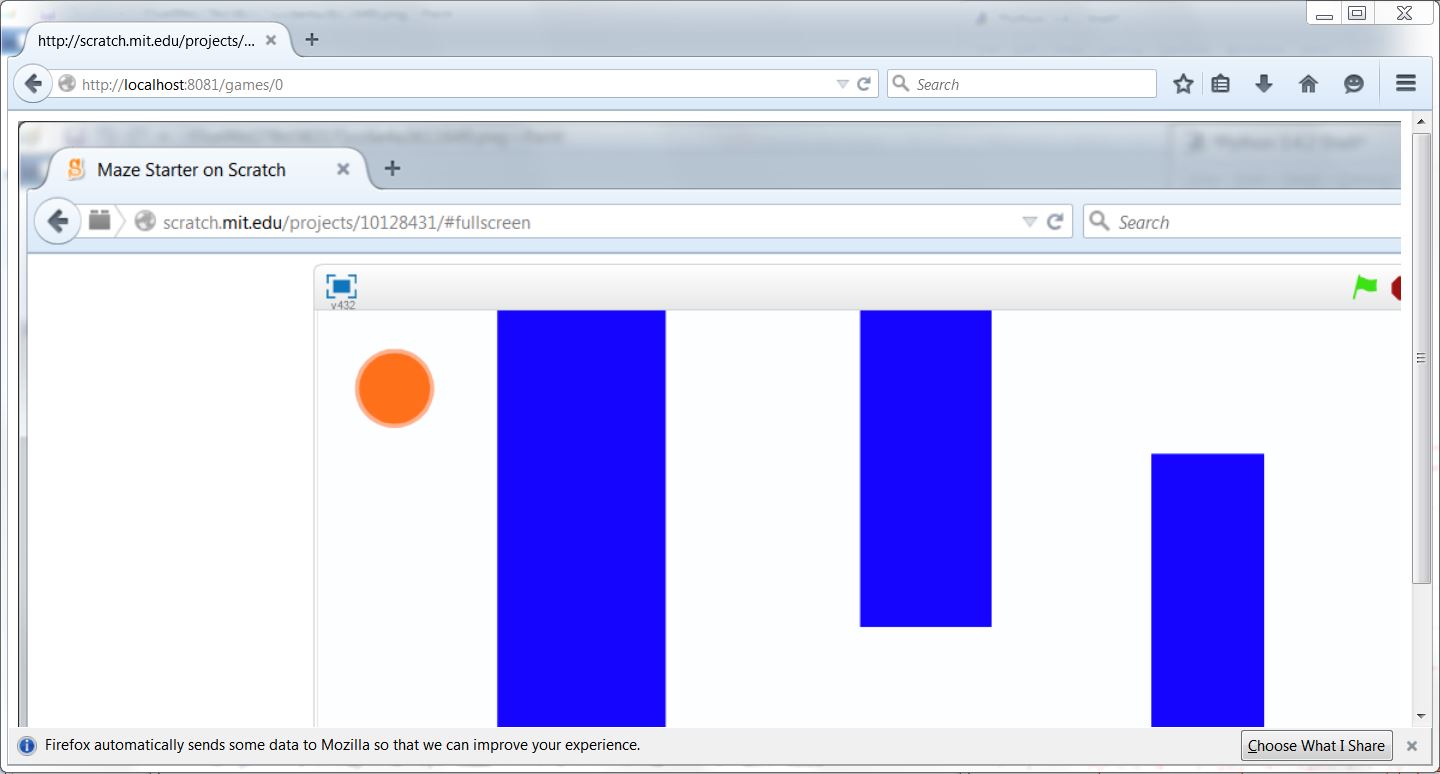 http://scratch.mit.edu/projects/...
http://localhost:8081/games/0
Search
Maze Starter on Scratch
scratch.mit.edu/projects/10128431/#fullscreen
Search
v432
Firefox automatically sends some data to Mozilla so that we can improve your experience.
Choose What I Share